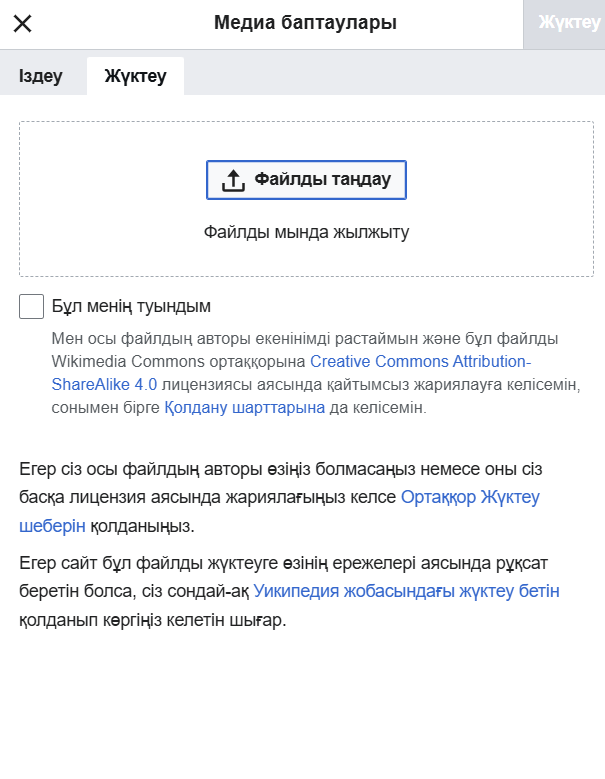 Медиа баптаулары
Жүктеу
Іздеу
Жүктеу
Файлды таңдау
Файлды мында жылжыту
Бұл менің туындым
Мен осы файлдың авторы екенінімді растаймын және бұл файлды
Wikimedia Commons ортаққорына Creative Commons Attribution-
ShareAlike 4.0 лицензиясы аясында қайтымсыз жариялауға келісемін,
сонымен бірге Қолдану шарттарына да келісемін.
Егер сіз осы файлдың авторы өзіңіз болмасаңыз немесе оны сіз
басқа лицензия аясында жариялағыңыз келсе Ортаққор Жүктеу
шеберін қолданыңыз.
Егер сайт бұл файлды жүктеуге өзінің ережелері аясында рұқсат
беретін болса, сіз сондай-ақ Уикипедия жобасындағы жүктеу бетін
қолданып көргіңіз келетін шығар.